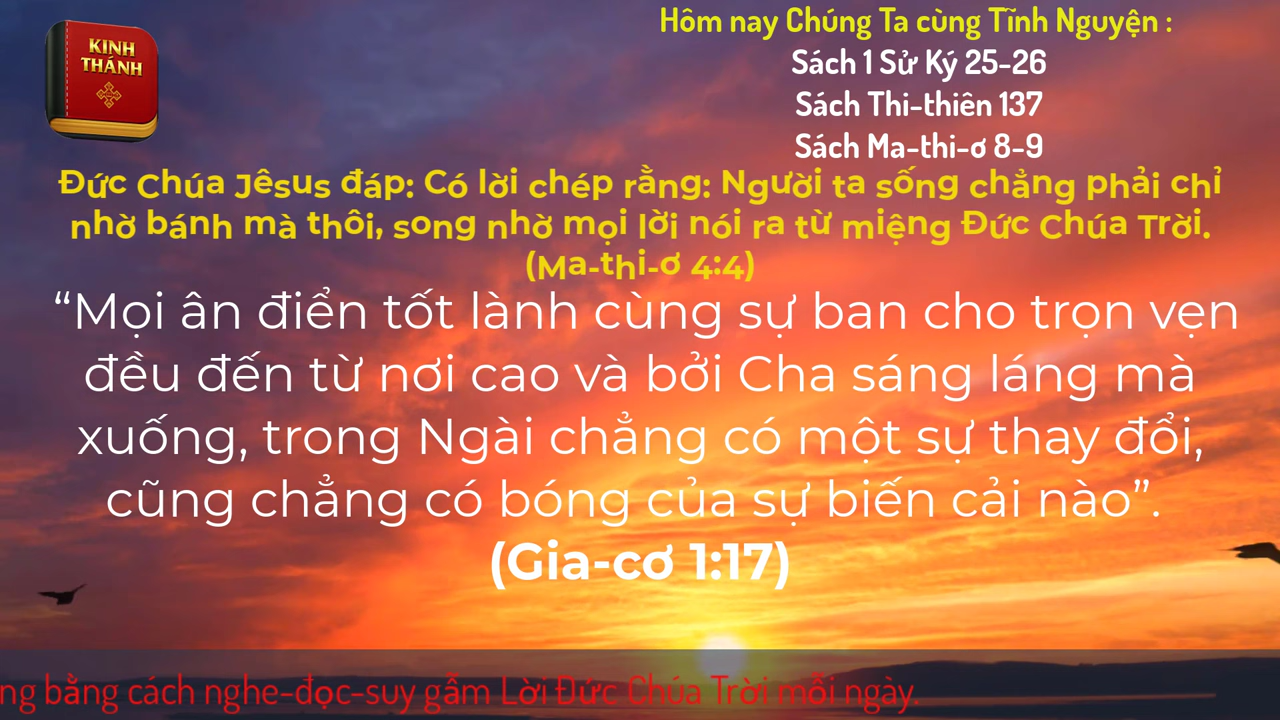 KINH
THÁNH
Hôm nay Chúng Ta cùng Tĩnh Nguyện :
Sách 1 Sử Ký 25-26
Sách Thi-thiên 137
Sách Ma-thi-ơ 8-9
Đức Chúa Jêsus đáp: Có lời chép rằng: Người ta sống chẳng phải chỉ
nhờ bánh mà thôi, song nhờ mọi lời nói ra từ miệng Đức Chúa Trời.
(Ma-thi-ơ 4:4)
“Mọi ân điển tốt lành cùng sự ban cho trọn vẹn
đều đến từ nơi cao và bởi Cha sáng láng mà
xuống, trong Ngài chẳng có một sự thay đổi,
cũng chẳng có bóng của sự biến cải nào”.
(Gia-cơ 1:17)
ng bằng cách nghe-đọc-suy gẫm Lời Đức Chúa Trời mỗi ngày.